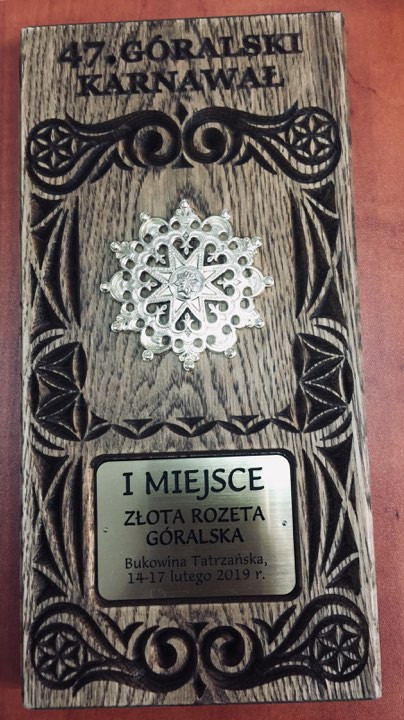 47. GÓRALSKI
KARNAWAŁ
I MIEJSCE
ZŁOTA ROZETA
GÓRALSKA
Bukowina Tatrzańska,
14-17 lutego 2019 r.